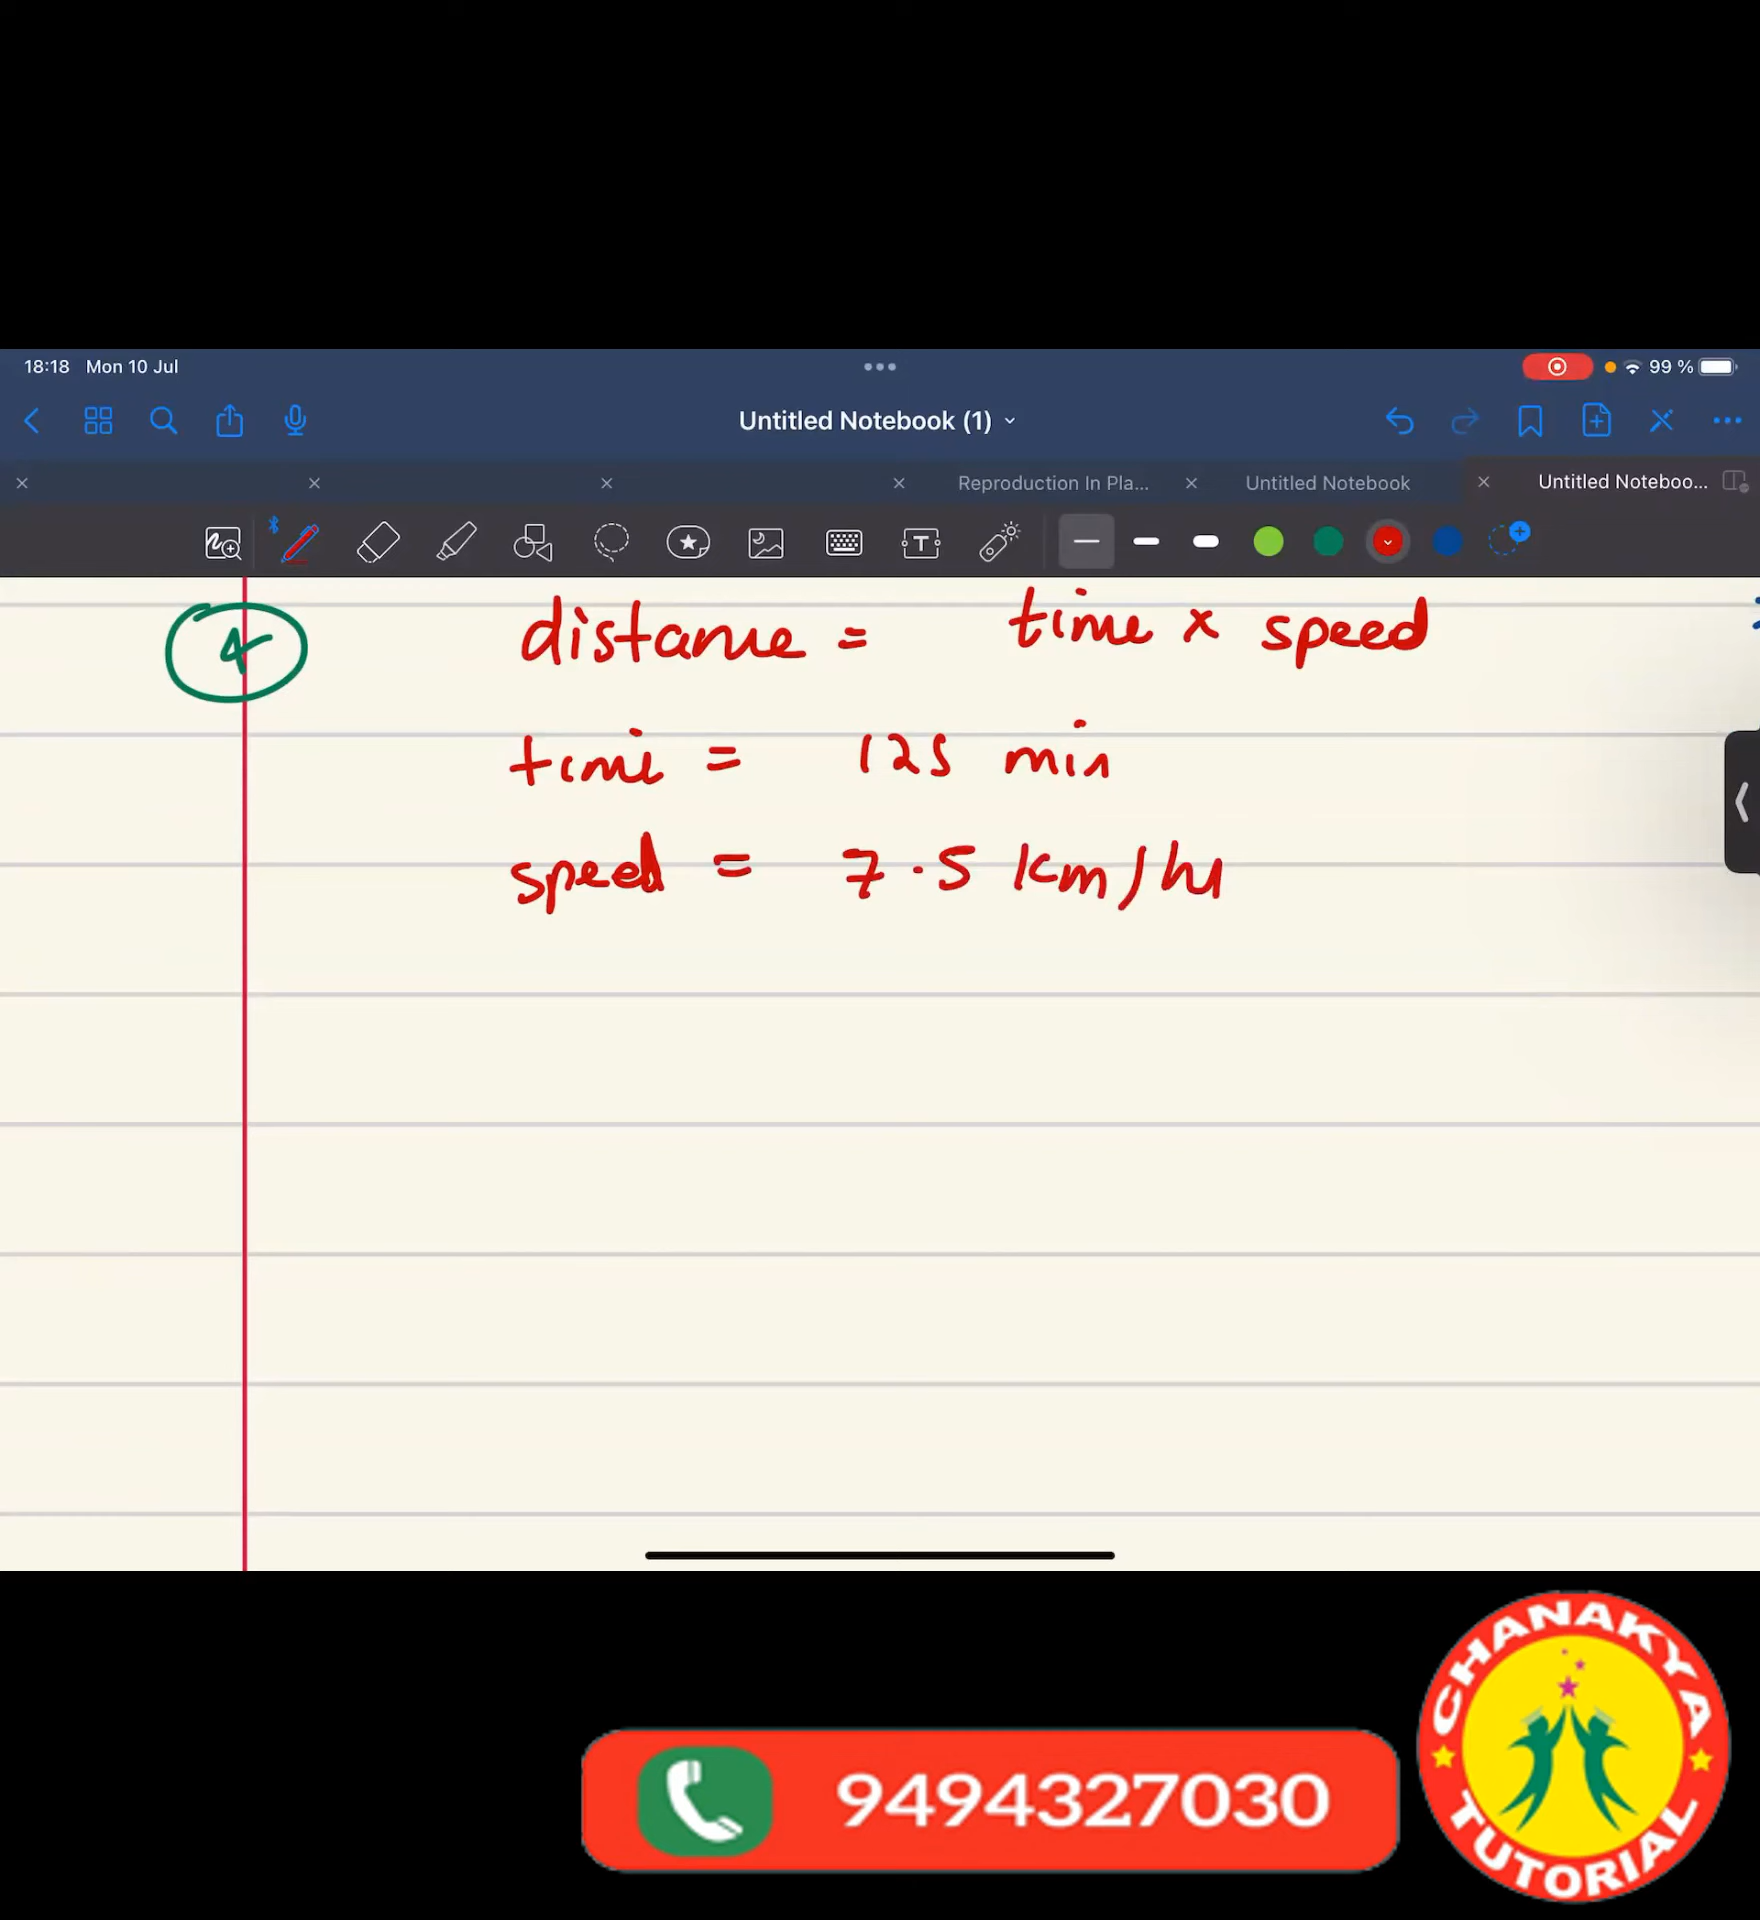 18:18 Mon 10 Jul
99 %
Untitled Notebook (1)
Reproduction In Pla...
Untitled Notebook
Untitled Noteboo...
4
distance = time x speed
time = 125 min
speed = 7.5 km/hr
9494327030
CHANAKYA
TUTORIAL